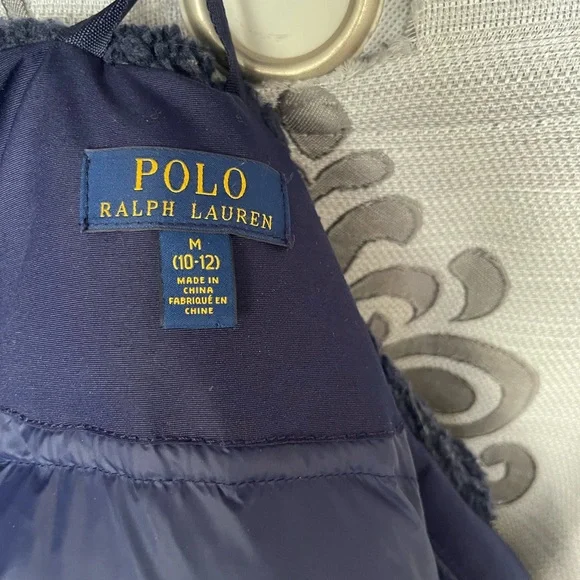 POLO
RALPH LAUREN
M
(10-12)
MADE IN
CHINA
FABRIQUÉ EN
CHINE